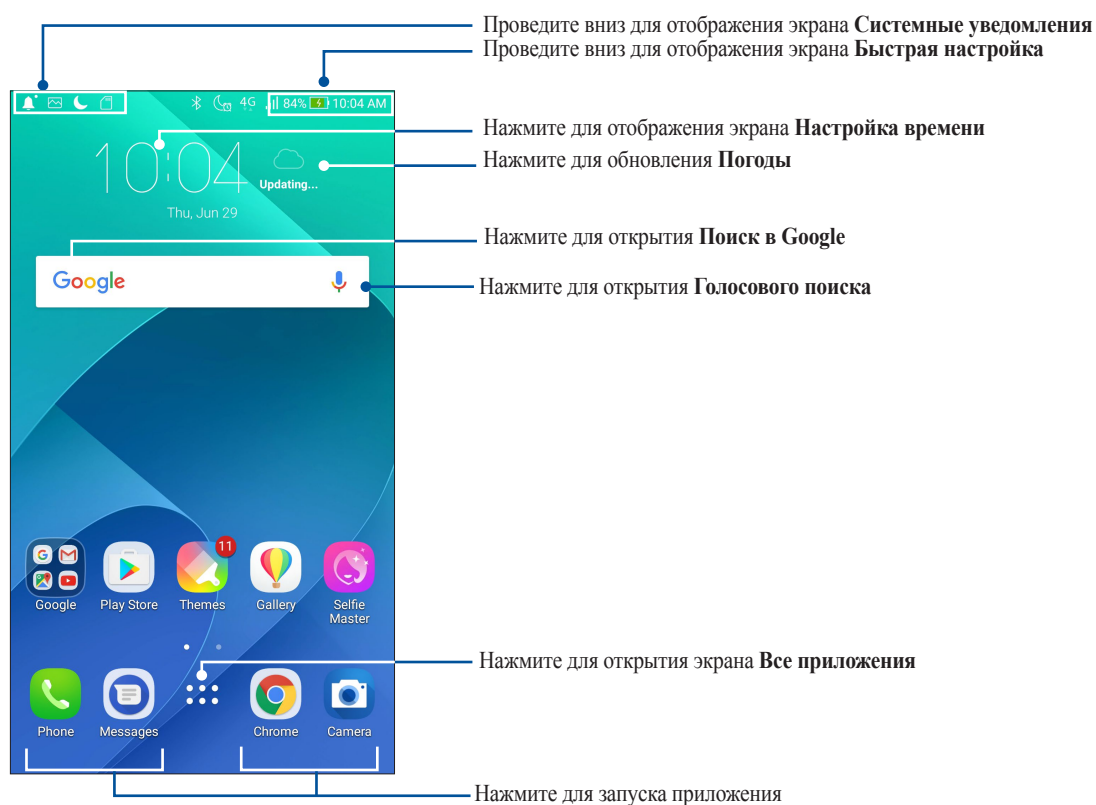 Проведите вниз для отображения экрана Системные уведомления
Проведите вниз для отображения экрана Быстрая настройка
4G 84% 10:04 AM
Нажмите для отображения экрана Настройка времени
10:04
Нажмите для обновления Погоды
Updating...
Thu, Jun 29
Нажмите для открытия Поиск в Google
Google
Нажмите для открытия Голосового поиска
11
Google Play Store Themes Gallery Selfie
Master
Нажмите для открытия экрана Все приложения
Phone Messages Chrome Camera
Нажмите для запуска приложения